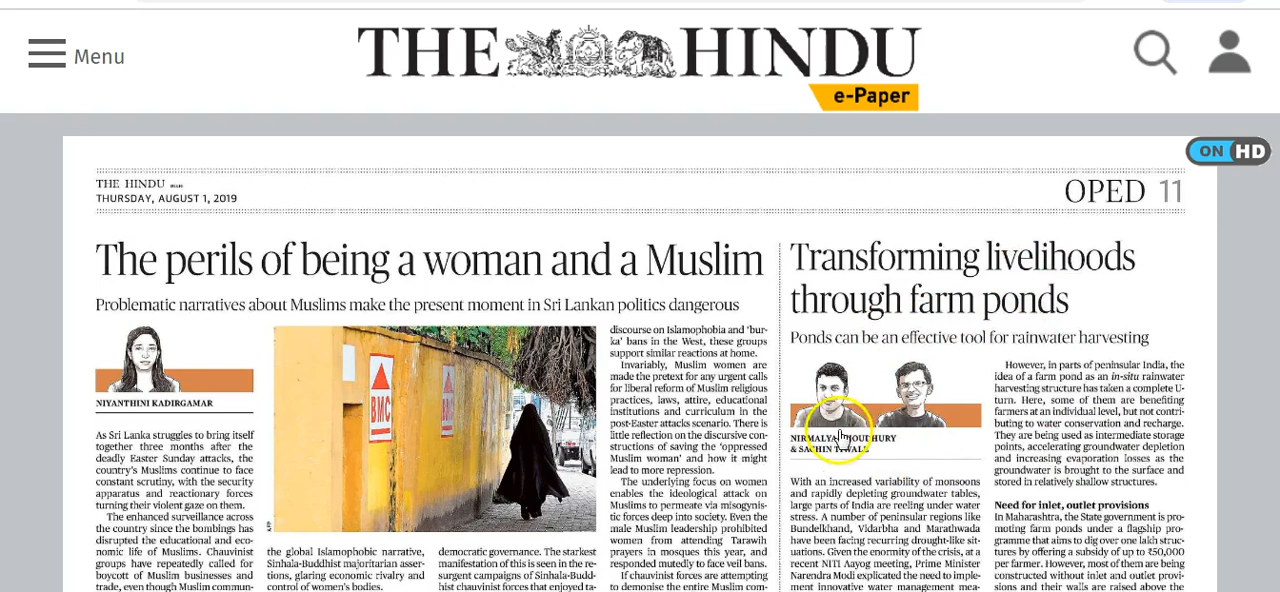 Menu
THE HINDU
e-Paper
ON HD
THE HINDU
THURSDAY, AUGUST 1, 2019
OPED 11
The perils of being a woman and a Muslim
Problematic narratives about Muslims make the present moment in Sri Lankan politics dangerous
NIYANTHINI KADIRGAMAR
As Sri Lanka struggles to bring itself
together three months after the
deadly Easter Sunday attacks, the
country's Muslims continue to face
constant scrutiny, with the security
apparatus and reactionary forces
turning their violent gaze on them.
The enhanced surveillance across
the country since the bombings has
disrupted the educational and eco-
nomic life of Muslims. Chauvinist
groups have repeatedly called for
boycott of Muslim businesses and
trade, even though Muslim commun-
BMC
BMC
AFP
the global Islamophobic narrative,
Sinhala-Buddhist majoritarian asser-
tions, glaring economic rivalry and
control of women's bodies.
democratic governance. The starkest
manifestation of this is seen in the re-
surgent campaigns of Sinhala-Budd-
hist chauvinist forces that enjoyed ta-
discourse on Islamophobia and 'bur-
ka' bans in the West, these groups
support similar reactions at home.
Invariably, Muslim women are
made the pretext for any urgent calls
for liberal reform of Muslim religious
practices, laws, attire, educational
institutions and curriculum in the
post-Easter attacks scenario. There is
little reflection on the discursive con-
structions of saving the 'oppressed
Muslim woman' and how it might
lead to more repression.
The underlying focus on women
enables the ideological attack on
Muslims to permeate via misogynis-
tic forces deep into society. Even the
male Muslim leadership prohibited
women from attending Tarawih
prayers in mosques this year, and
responded mutedly to face veil bans.
If chauvinist forces are attempting
to demonise the entire Muslim com-
Transforming livelihoods
through farm ponds
Ponds can be an effective tool for rainwater harvesting
NIRMALYA CHOUDHURY
& SACHIN TIWALE
With an increased variability of monsoons
and rapidly depleting groundwater tables,
large parts of India are reeling under water
stress. A number of peninsular regions like
Bundelkhand, Vidarbha and Marathwada
have been facing recurring drought-like sit-
uations. Given the enormity of the crisis, at a
recent NITI Aayog meeting, Prime Minister
Narendra Modi explicated the need to imple-
ment innovative water management mea-
However, in parts of peninsular India, the
idea of a farm pond as an in-situ rainwater
harvesting structure has taken a complete U-
turn. Here, some of them are benefiting
farmers at an individual level, but not contri-
buting to water conservation and recharge.
They are being used as intermediate storage
points, accelerating groundwater depletion
and increasing evaporation losses as the
groundwater is brought to the surface and
stored in relatively shallow structures.
Need for inlet, outlet provisions
In Maharashtra, the State government is pro-
moting farm ponds under a flagship pro-
gramme that aims to dig over one lakh struc-
tures by offering a subsidy of up to ₹50,000
per farmer. However, most of them are being
constructed without inlet and outlet provi-
sions and their walls are raised above the